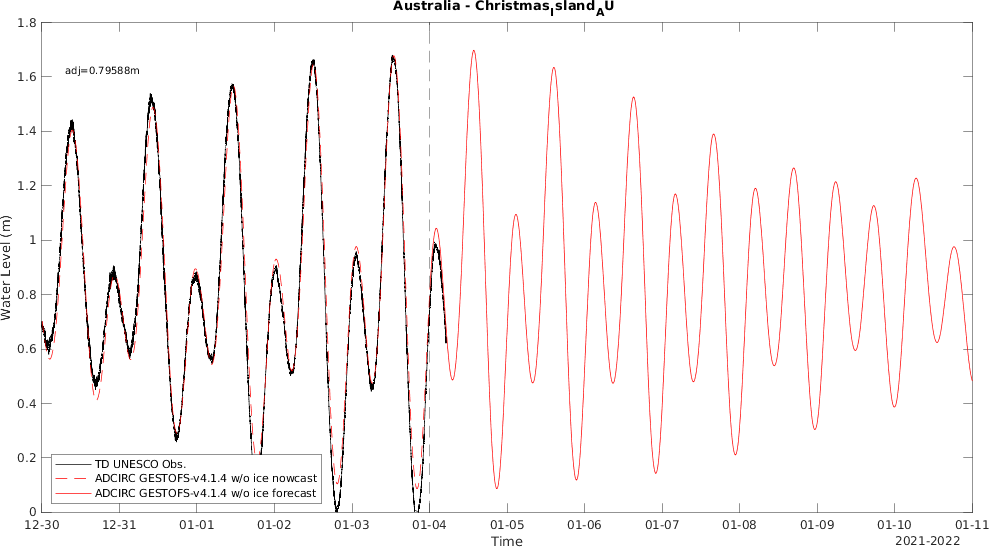 Australia - Christmas_Island_AU
1.8
adj=0.79588m
1.6
1.4
1.2
1
0.8
0.6
0.4
0.2
0
Water Level (m)
TD UNESCO Obs.
ADCIRC GESTOFS-v4.1.4 w/o ice nowcast
ADCIRC GESTOFS-v4.1.4 w/o ice forecast
12-30 12-31 01-01 01-02 01-03 01-04 01-05 01-06 01-07 01-08 01-09 01-10 01-11
Time
2021-2022